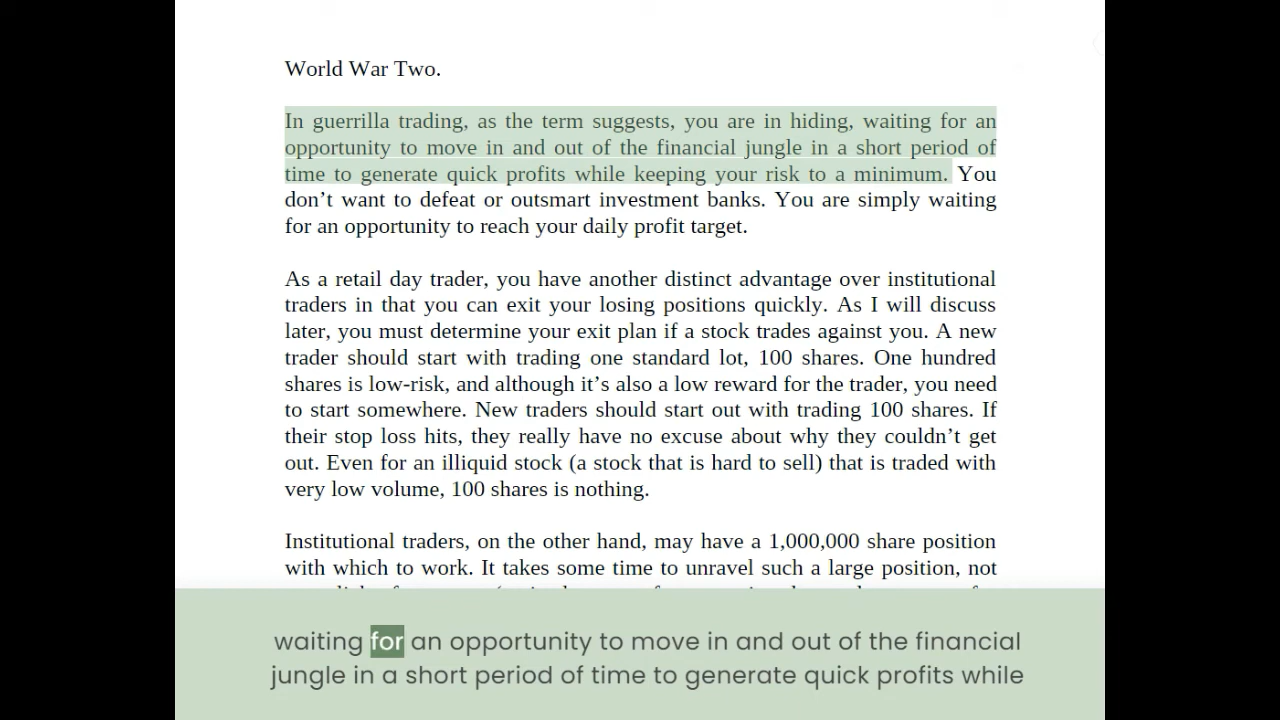 World War Two.
In guerrilla trading, as the term suggests, you are in hiding, waiting for an
opportunity to move in and out of the financial jungle in a short period of
time to generate quick profits while keeping your risk to a minimum. You
don’t want to defeat or outsmart investment banks. You are simply waiting
for an opportunity to reach your daily profit target.
As a retail day trader, you have another distinct advantage over institutional
traders in that you can exit your losing positions quickly. As I will discuss
later, you must determine your exit plan if a stock trades against you. A new
trader should start with trading one standard lot, 100 shares. One hundred
shares is low-risk, and although it’s also a low reward for the trader, you need
to start somewhere. New traders should start out with trading 100 shares. If
their stop loss hits, they really have no excuse about why they couldn’t get
out. Even for an illiquid stock (a stock that is hard to sell) that is traded with
very low volume, 100 shares is nothing.
Institutional traders, on the other hand, may have a 1,000,000 share position
with which to work. It takes some time to unravel such a large position, not
waiting for an opportunity to move in and out of the financial
jungle in a short period of time to generate quick profits while